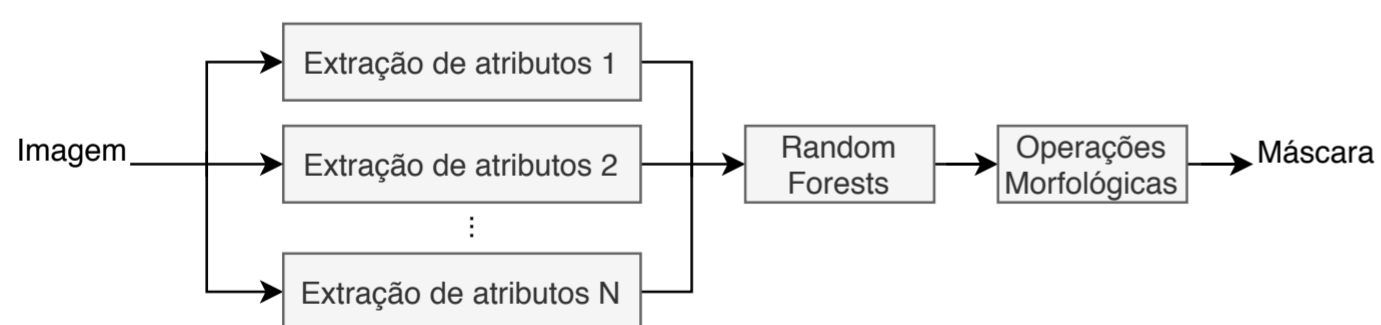 Imagem
Extração de atributos 1
Extração de atributos 2
⋮
Extração de atributos N
Random
Forests
Operações
Morfológicas
Máscara